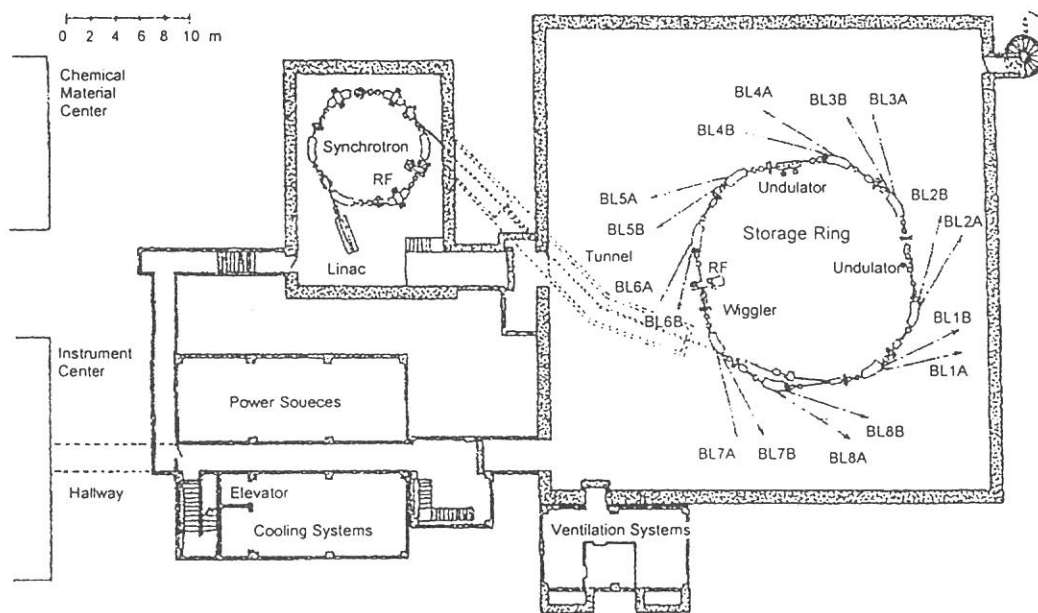 0 2 4 6 8 10 m
Chemical
Material
Center
Synchrotron
RF
Linac
Tunnel
BL4A
BL3B
BL3A
BL4B
BL5A
BL5B
BL2B
BL2A
Undulator
Storage Ring
Undulator
RF
BL6A
BL6B
Wiggler
BL1B
BL1A
BL8B
BL8A
BL7B
BL7A
Instrument
Center
Power Soueces
Hallway
Elevator
Cooling Systems
Ventilation Systems